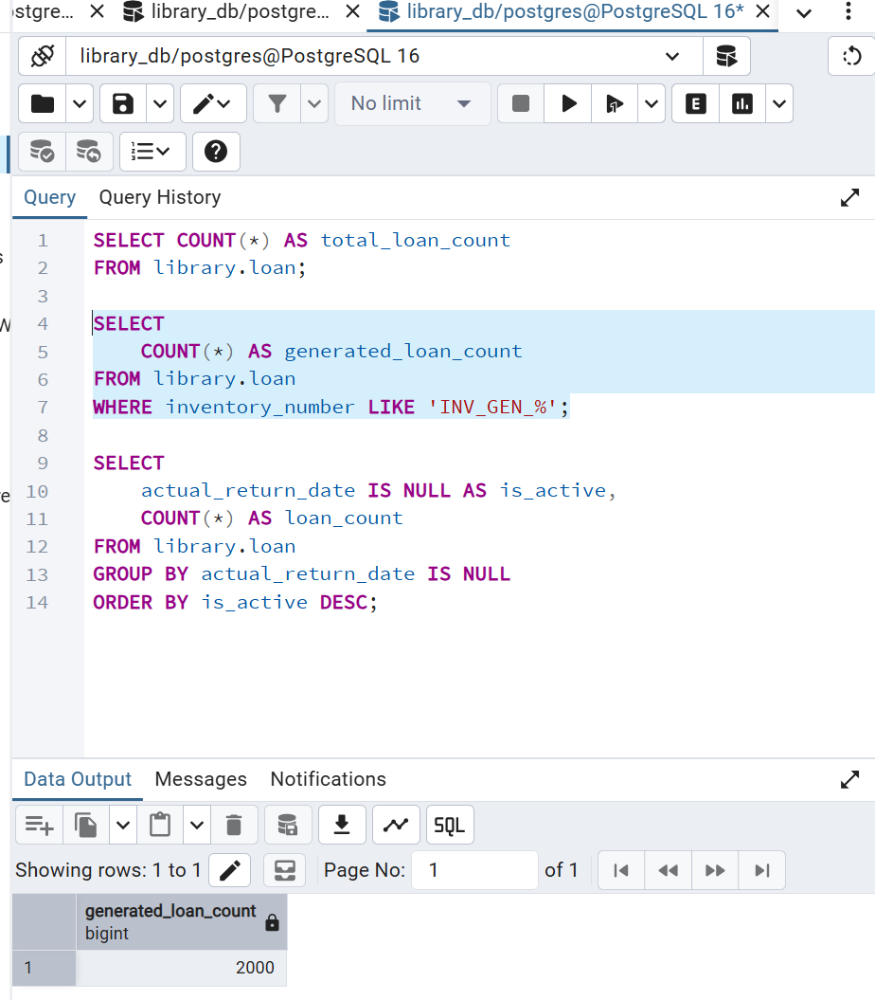 ostgre...
library_db/postgre...
library_db/postgres@PostgreSQL 16*
library_db/postgres@PostgreSQL 16
No limit
E
Query
Query History
1 SELECT COUNT(*) AS total_loan_count
2 FROM library.loan;
3
4 SELECT
5 COUNT(*) AS generated_loan_count
6 FROM library.loan
7 WHERE inventory_number LIKE 'INV_GEN_%';
8
9 SELECT
10 actual_return_date IS NULL AS is_active,
11 COUNT(*) AS loan_count
12 FROM library.loan
13 GROUP BY actual_return_date IS NULL
14 ORDER BY is_active DESC;
Data Output
Messages
Notifications
SQL
Showing rows: 1 to 1
Page No: 1 of 1
generated_loan_count
bigint
1 2000